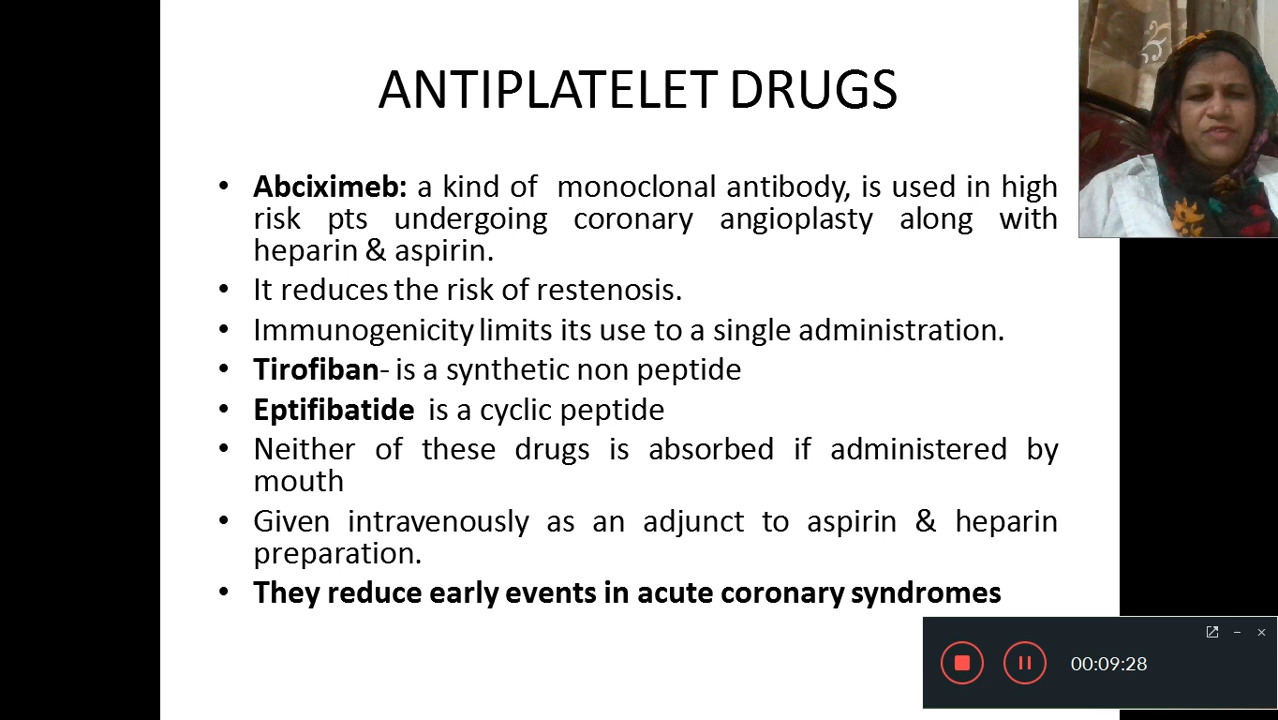 ANTIPLATELET DRUGS
• Abciximeb: a kind of monoclonal antibody, is used in high
risk pts undergoing coronary angioplasty along with
heparin & aspirin.
• It reduces the risk of restenosis.
• Immunogenicity limits its use to a single administration.
• Tirofiban- is a synthetic non peptide
• Eptifibatide is a cyclic peptide
• Neither of these drugs is absorbed if administered by
mouth
• Given intravenously as an adjunct to aspirin & heparin
preparation.
• They reduce early events in acute coronary syndromes
00:09:28